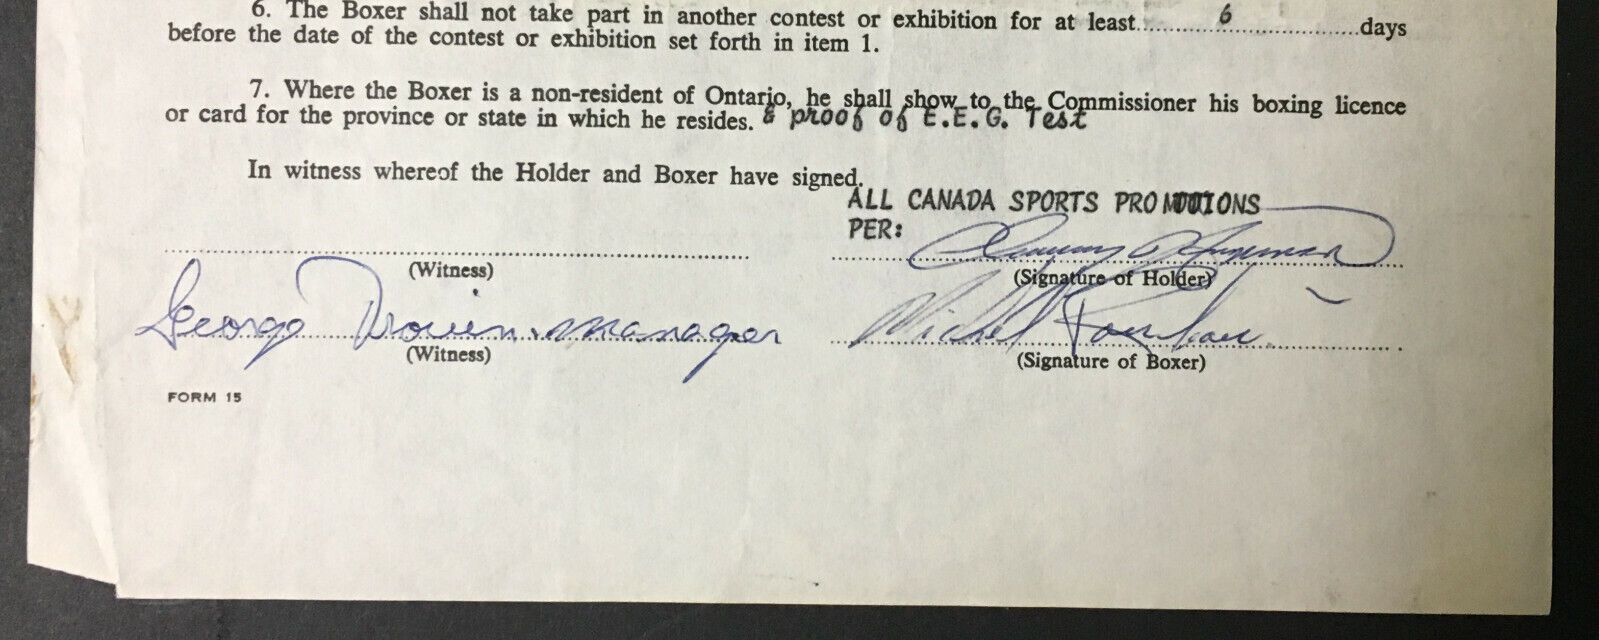 6. The Boxer shall not take part in another contest or exhibition for at least 6 days
before the date of the contest or exhibition set forth in item 1.
7. Where the Boxer is a non-resident of Ontario, he shall show to the Commissioner his boxing licence
or card for the province or state in which he resides. & proof of E.E.G. Test
In witness whereof the Holder and Boxer have signed.
ALL CANADA SPORTS PROMOTIONS
PER:
(Witness)
(Signature of Holder)
George Drouin. Manager
Michel
(Witness)
(Signature of Boxer)
FORM 15